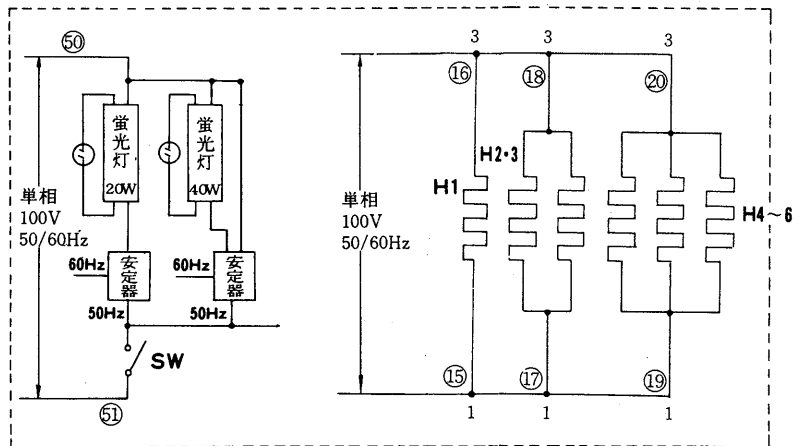 ㊿
単相
100V
50/60Hz
蛍光灯
20W
蛍光灯
40W
60Hz
安定器
50Hz
60Hz
安定器
50Hz
SW
51
3
3
3
⑯
⑱
⑳
単相
100V
50/60Hz
H1
H2・3
H4～6
⑮
⑰
⑲
1
1
1